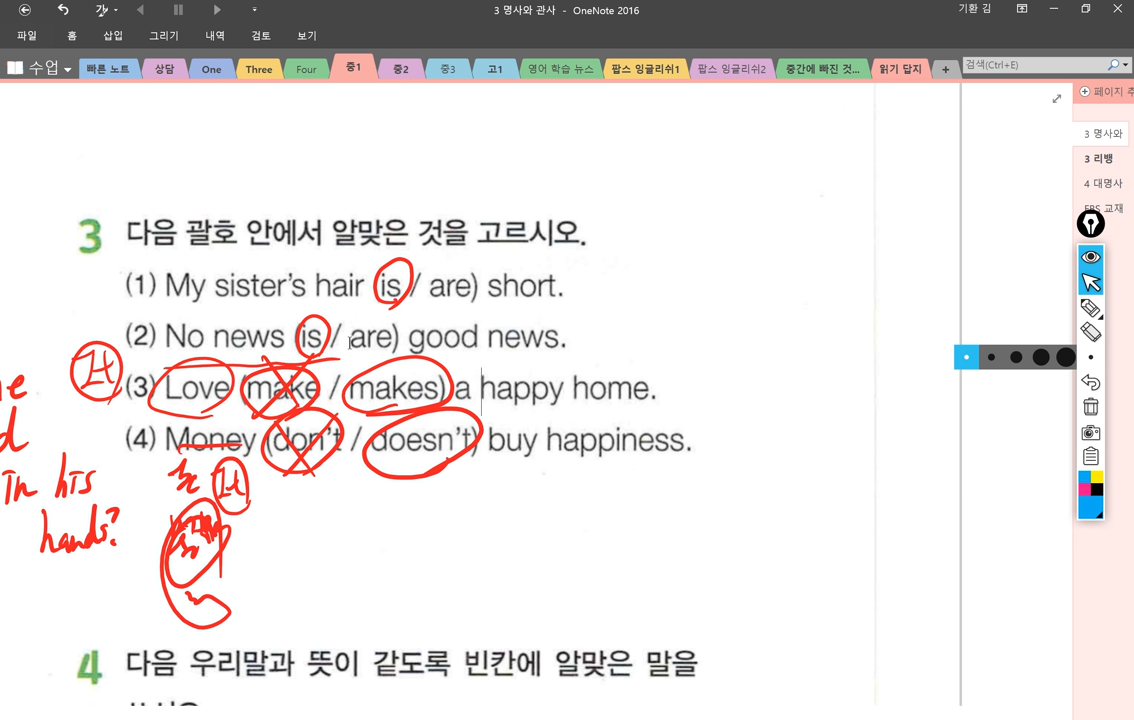 3 명사와 관사 - OneNote 2016
기환 김
파일 홈 삽입 그리기 내역 검토 보기
수업 빠른 노트 상담 One Three Four 중1 중2 중3 고1 영어 학습 뉴스 팝스 잉글리쉬1 팝스 잉글리쉬2 중간에 빠진 것... 읽기 답지 +
검색(Ctrl+E)
페이지 추
3 명사와
3 리뱅
4 대명사
EBS 교재
3 다음 괄호 안에서 알맞은 것을 고르시오.
(1) My sister's hair (is / are) short.
(2) No news (is / are) good news.
It
(3) Love (make / makes) a happy home.
(4) Money (don't / doesn't) buy happiness.
It
in his
hands?
4 다음 우리말과 뜻이 같도록 빈칸에 알맞은 말을